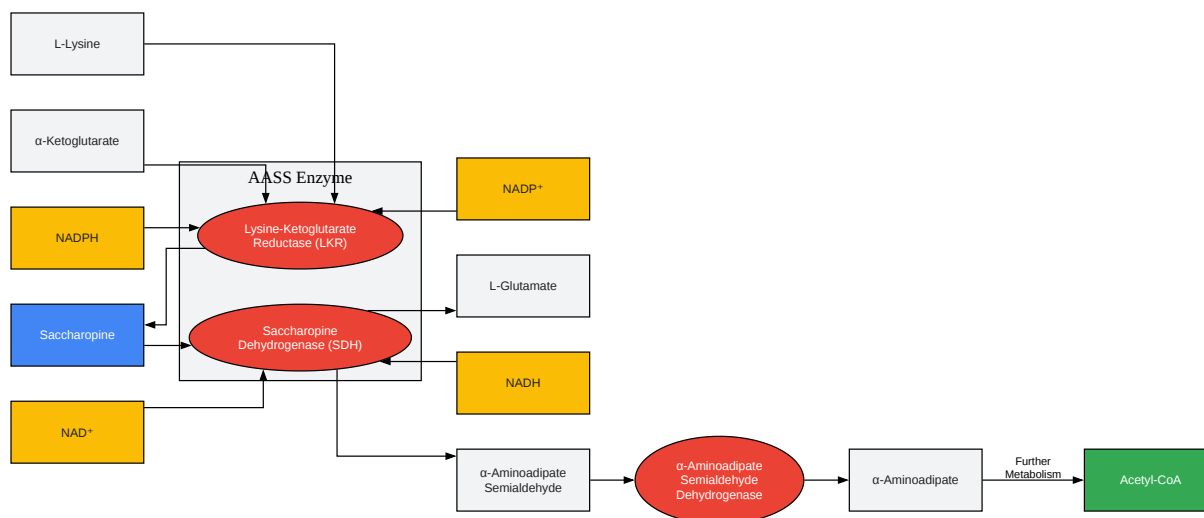 L-Lysine
α-Ketoglutarate
AASS Enzyme
NADP⁺
Lysine-Ketoglutarate
Reductase (LKR)
NADPH
L-Glutamate
Saccharopine
Saccharopine
Dehydrogenase (SDH)
NADH
NAD⁺
α-Aminoadipate
Semialdehyde
α-Aminoadipate
Semialdehyde
Dehydrogenase
α-Aminoadipate
Further
Metabolism
Acetyl-CoA